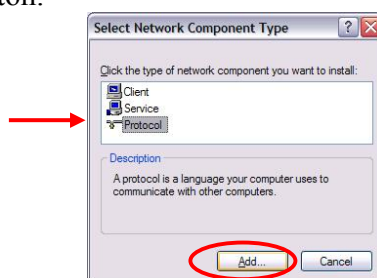 Select Network Component Type
Click the type of network component you want to install:
Client
Service
Protocol
Description
A protocol is a language your computer uses to
communicate with other computers.
Add...
Cancel